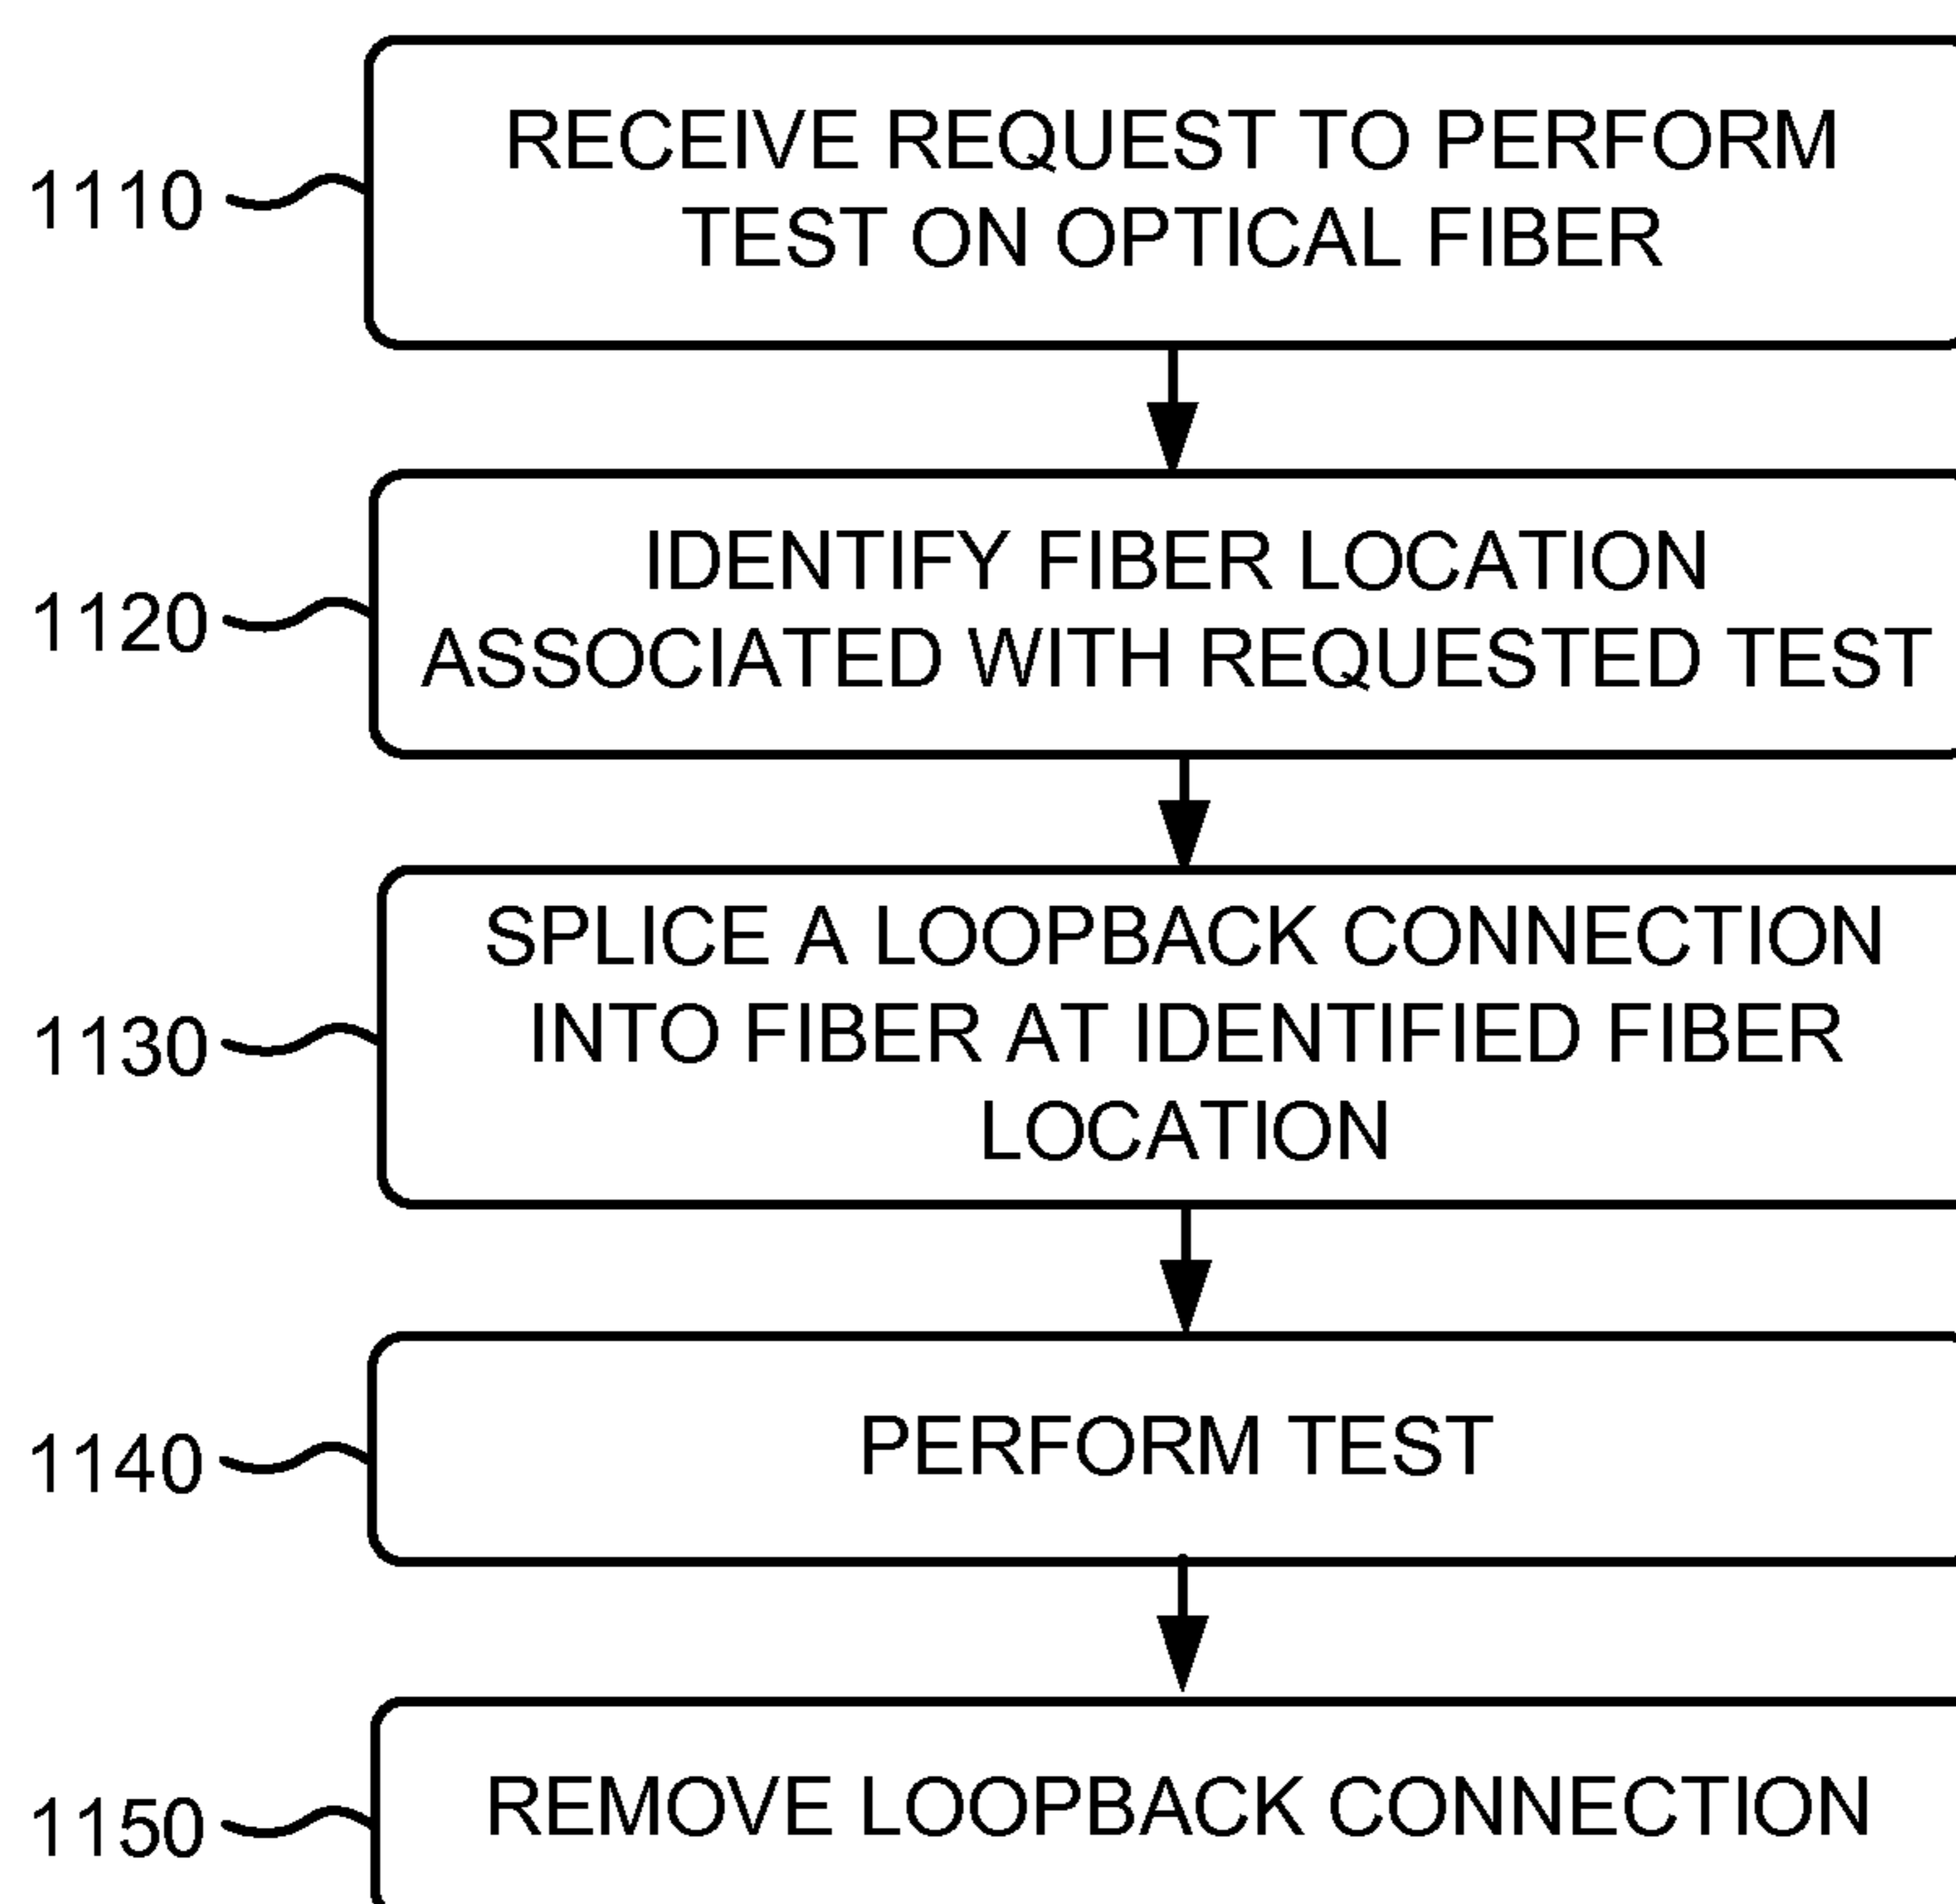 1110
RECEIVE REQUEST TO PERFORM
TEST ON OPTICAL FIBER
1120
IDENTIFY FIBER LOCATION
ASSOCIATED WITH REQUESTED TEST
1130
SPLICE A LOOPBACK CONNECTION
INTO FIBER AT IDENTIFIED FIBER
LOCATION
1140
PERFORM TEST
1150
REMOVE LOOPBACK CONNECTION